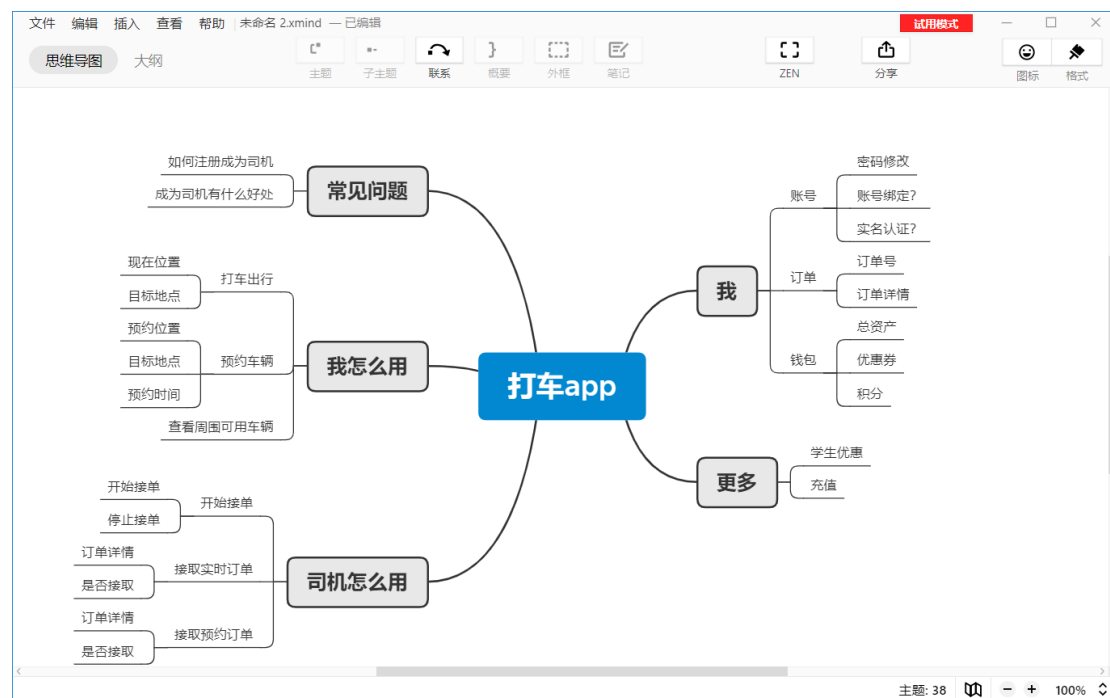 文件 编辑 插入 查看 帮助 未命名 2.xmind — 已编辑 试用模式
思维导图 大纲
主题 子主题 联系 概要 外框 笔记 ZEN 分享 图标 格式
打车app
我
账号
密码修改
账号绑定?
实名认证?
订单
订单号
订单详情
钱包
总资产
优惠券
积分
更多
学生优惠
充值
常见问题
如何注册成为司机
成为司机有什么好处
我怎么用
打车出行
现在位置
目标地点
预约车辆
预约位置
目标地点
预约时间
查看周围可用车辆
司机怎么用
开始接单
开始接单
停止接单
接取实时订单
订单详情
是否接取
接取预约订单
订单详情
是否接取
主题: 38 100%